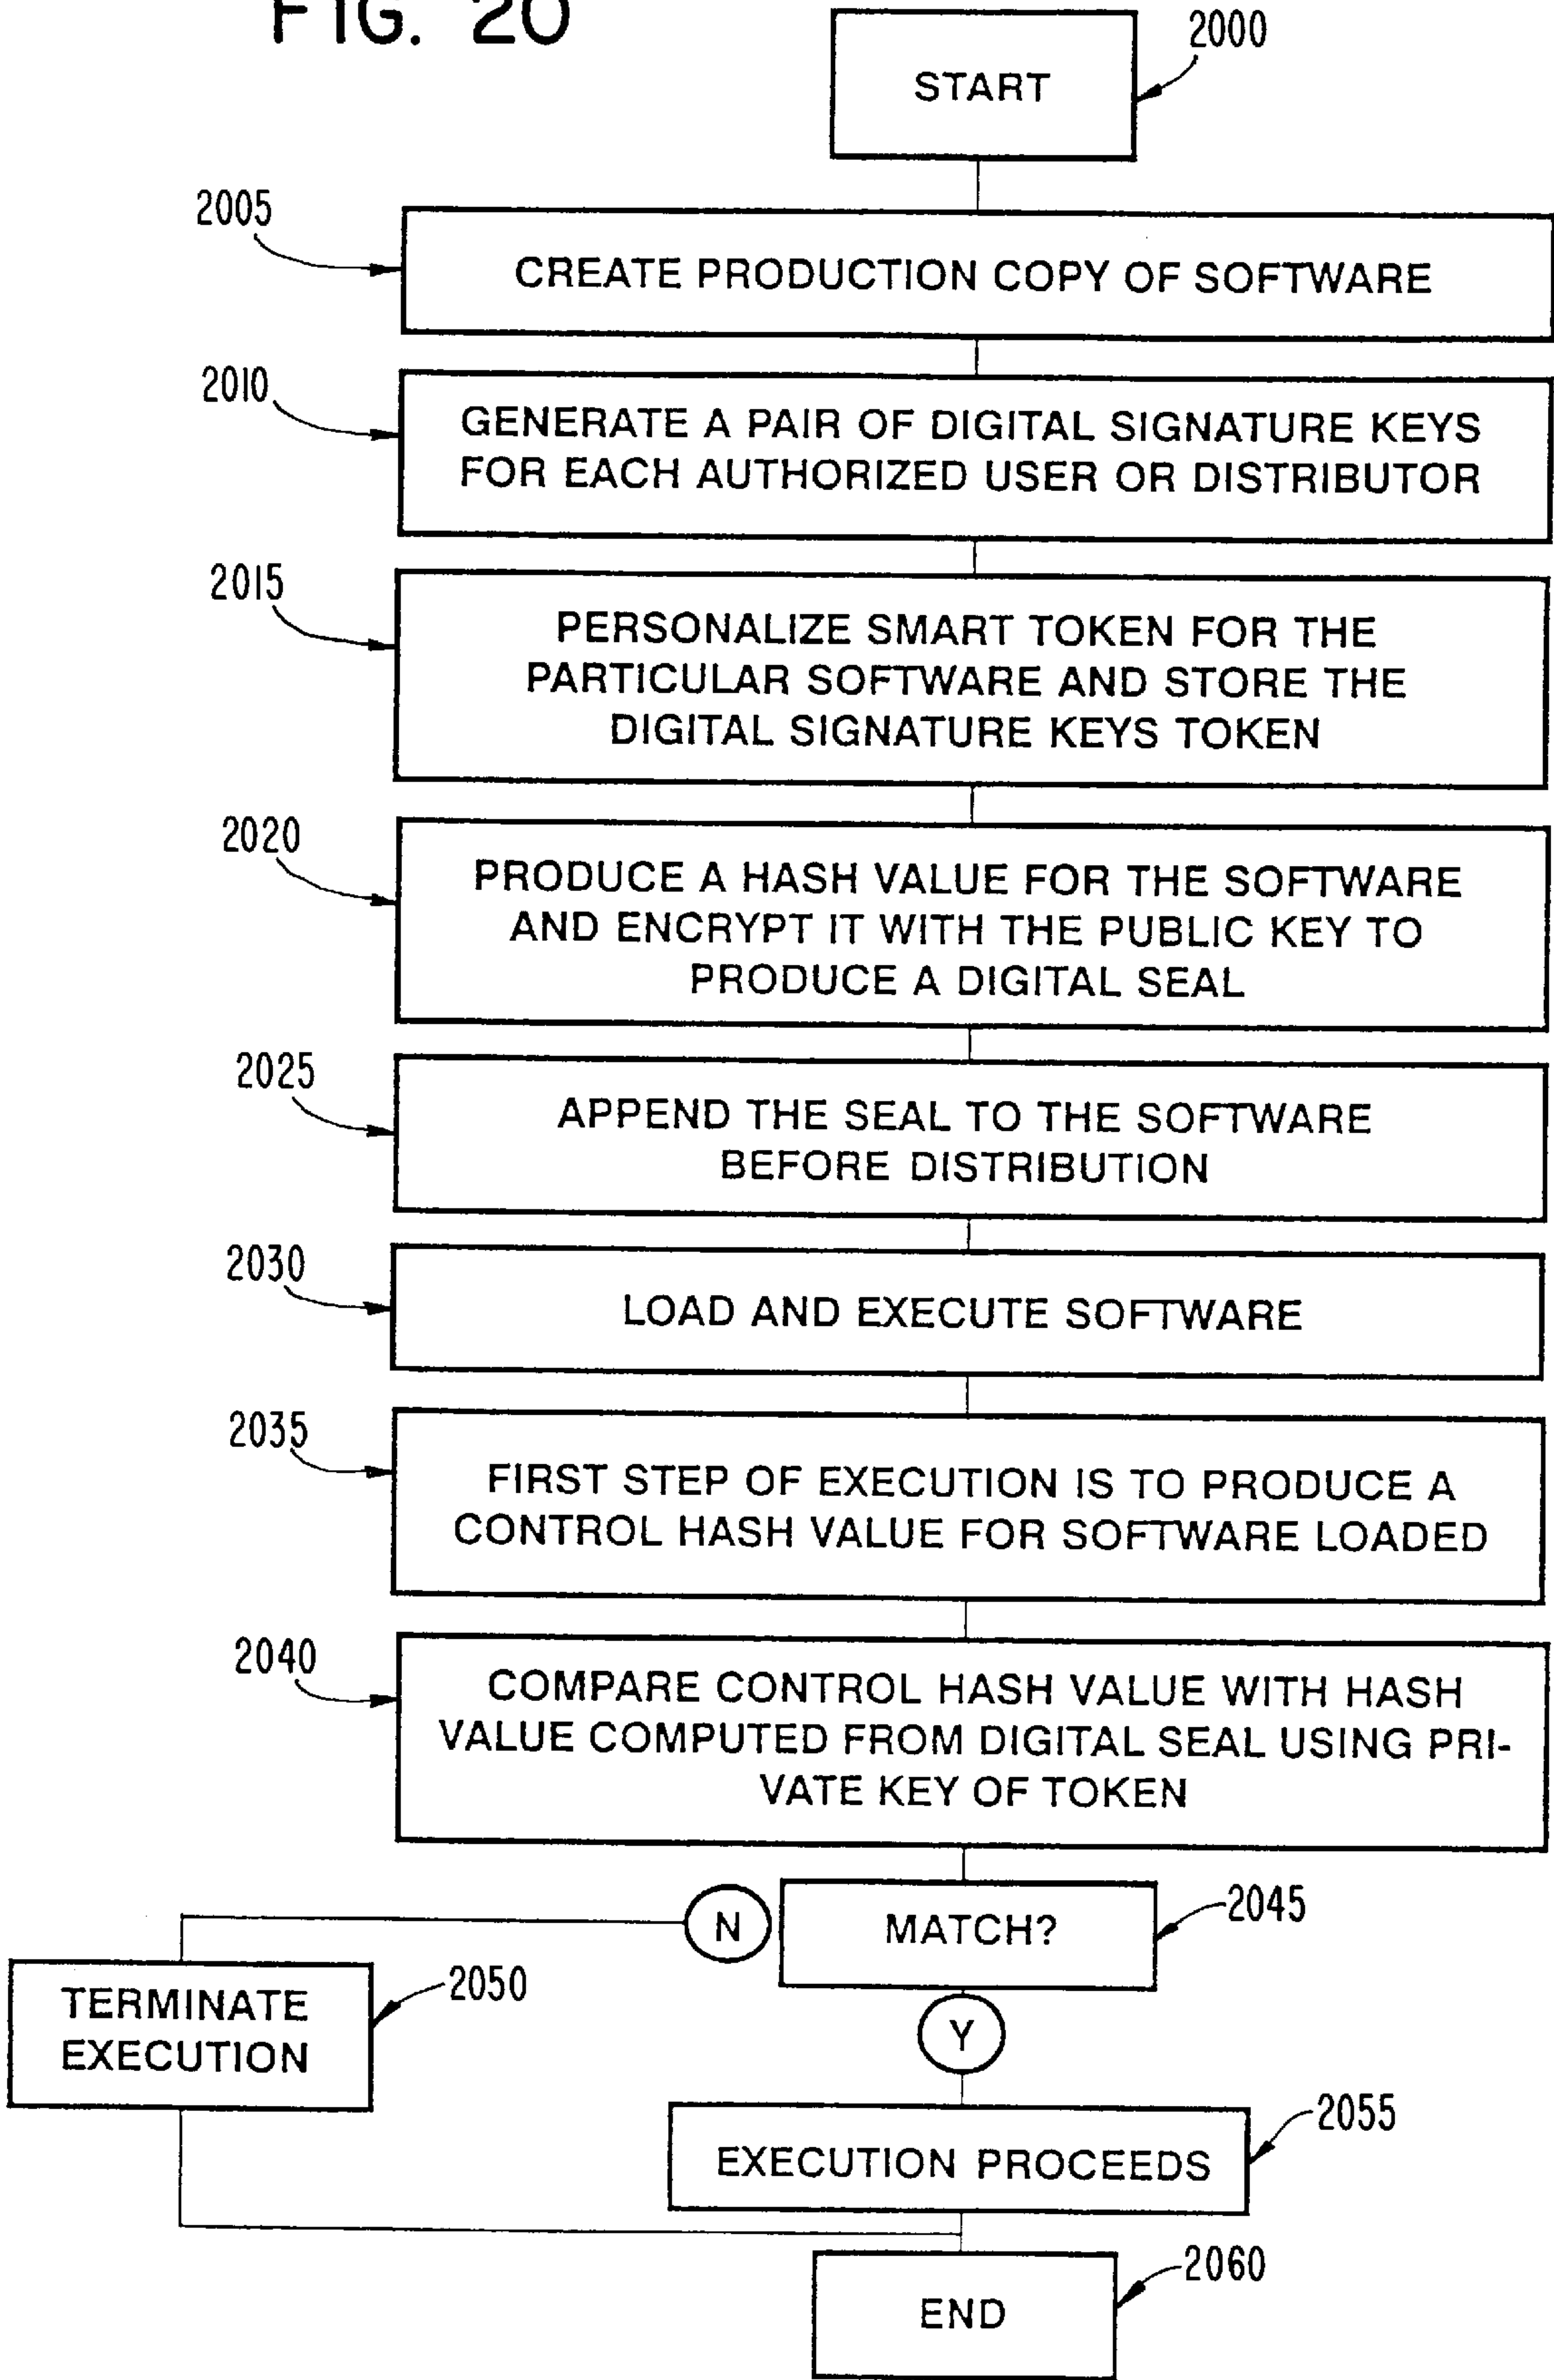 FIG. 20
START
2000
2005
CREATE PRODUCTION COPY OF SOFTWARE
2010
GENERATE A PAIR OF DIGITAL SIGNATURE KEYS
FOR EACH AUTHORIZED USER OR DISTRIBUTOR
2015
PERSONALIZE SMART TOKEN FOR THE
PARTICULAR SOFTWARE AND STORE THE
DIGITAL SIGNATURE KEYS TOKEN
2020
PRODUCE A HASH VALUE FOR THE SOFTWARE
AND ENCRYPT IT WITH THE PUBLIC KEY TO
PRODUCE A DIGITAL SEAL
2025
APPEND THE SEAL TO THE SOFTWARE
BEFORE DISTRIBUTION
2030
LOAD AND EXECUTE SOFTWARE
2035
FIRST STEP OF EXECUTION IS TO PRODUCE A
CONTROL HASH VALUE FOR SOFTWARE LOADED
2040
COMPARE CONTROL HASH VALUE WITH HASH
VALUE COMPUTED FROM DIGITAL SEAL USING PRI-
VATE KEY OF TOKEN
N
MATCH?
2045
TERMINATE
EXECUTION
2050
Y
EXECUTION PROCEEDS
2055
END
2060